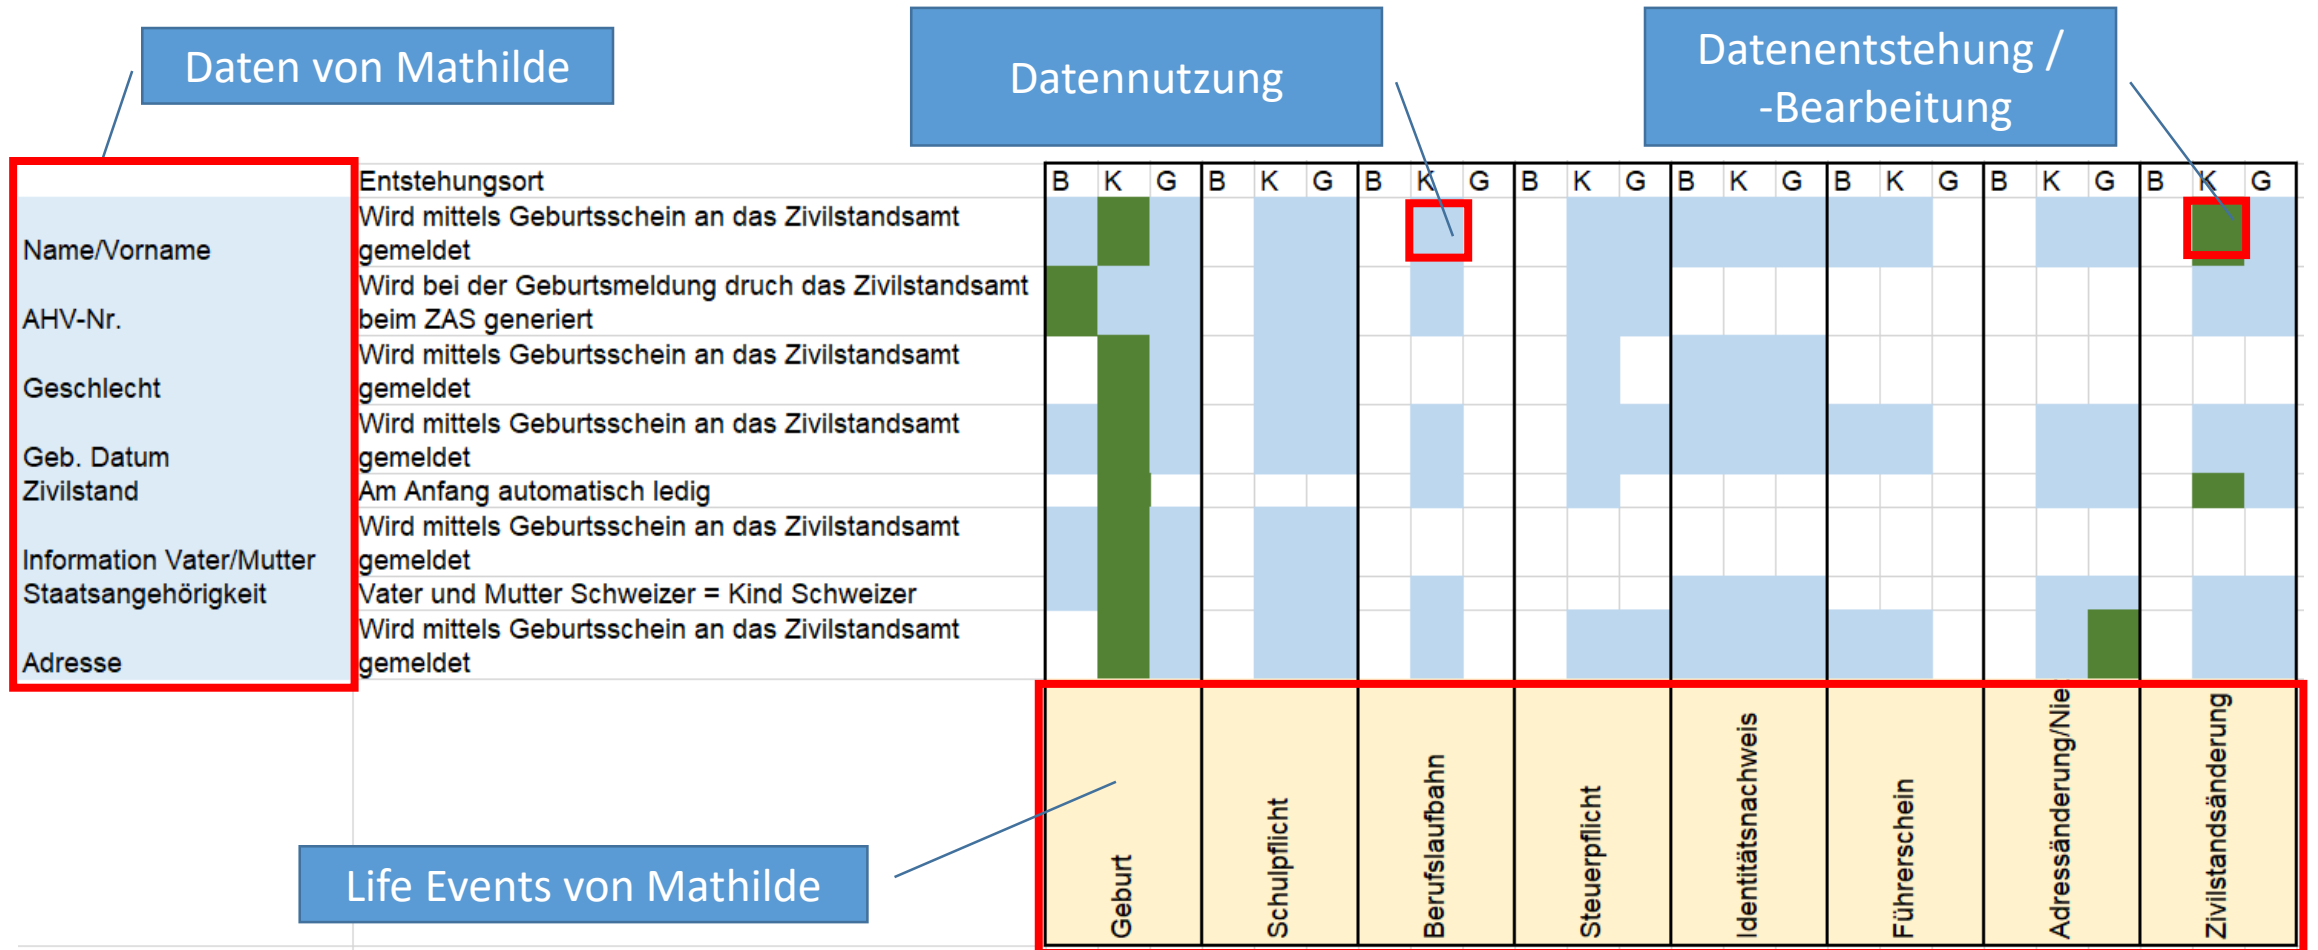 Daten von Mathilde
Datennutzung
Datenentstehung /
-Bearbeitung
Entstehungsort
B K G B K G B K G B K G B K G B K G B K G B K G
Wird mittels Geburtsschein an das Zivilstandsamt
Name/Vorname gemeldet
Wird bei der Geburtsmeldung druch das Zivilstandsamt
AHV-Nr. beim ZAS generiert
Wird mittels Geburtsschein an das Zivilstandsamt
Geschlecht gemeldet
Wird mittels Geburtsschein an das Zivilstandsamt
Geb. Datum gemeldet
Zivilstand Am Anfang automatisch ledig
Wird mittels Geburtsschein an das Zivilstandsamt
Information Vater/Mutter gemeldet
Staatsangehörigkeit Vater und Mutter Schweizer = Kind Schweizer
Wird mittels Geburtsschein an das Zivilstandsamt
Adresse gemeldet
Geburt
Schulpflicht
Berufslaufbahn
Steuerpflicht
Identitätsnachweis
Führerschein
Adressänderung/Nie
Zivilstandsänderung
Life Events von Mathilde